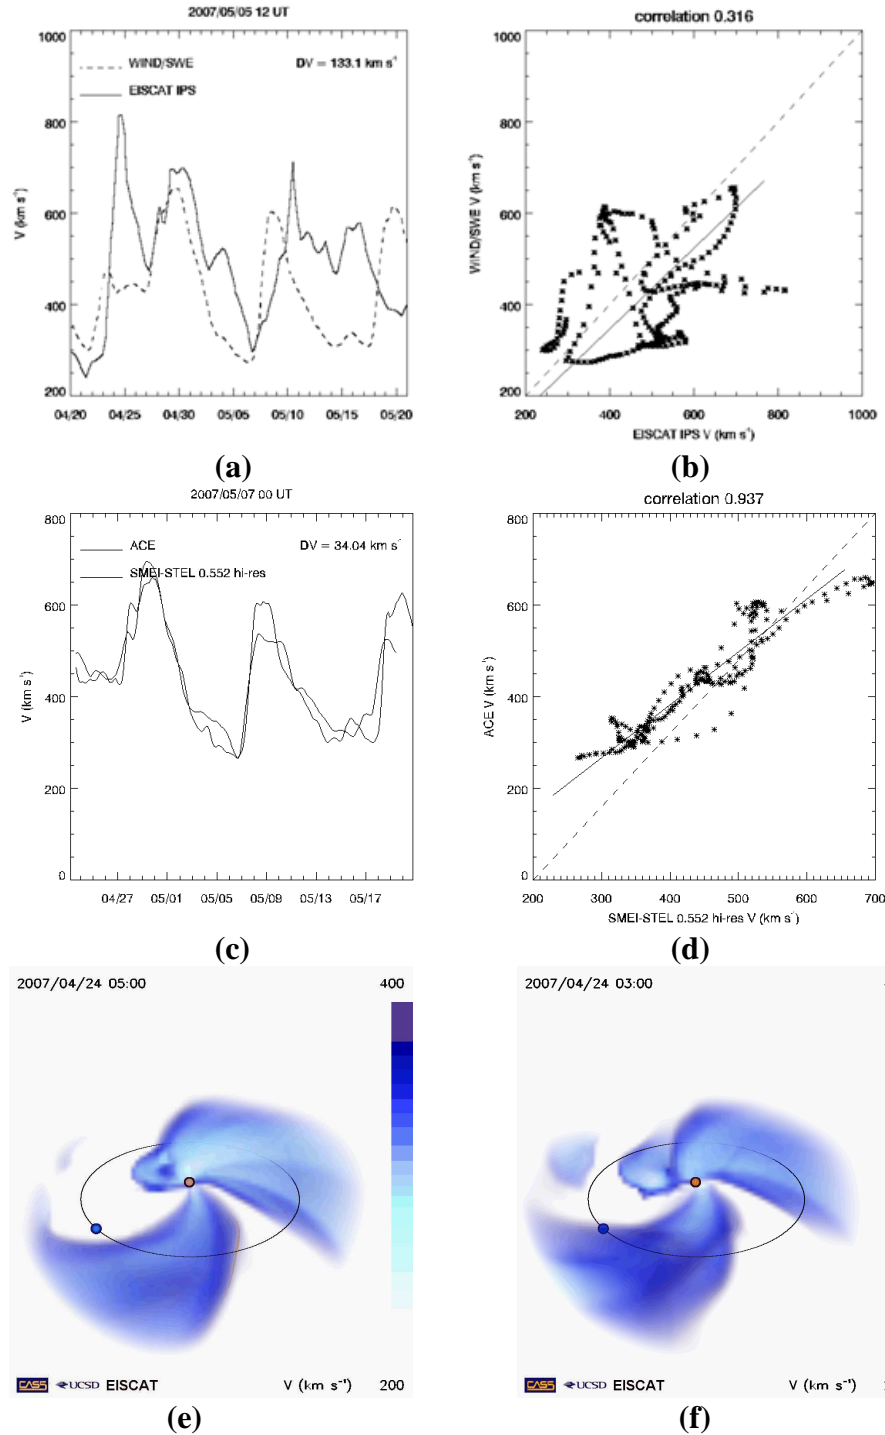 2007/05/05 12 UT
1000
800
600
400
200
V (km s⁻¹)
WIND/SWE
DV = 133.1 km s⁻¹
EISCAT IPS
04/20 04/25 04/30 05/05 05/10 05/15 05/20
(a)
correlation 0.316
1000
800
600
400
200
WIND/SWE V (km s⁻¹)
200 400 600 800 1000
EISCAT IPS V (km s⁻¹)
(b)
2007/05/07 00 UT
800
600
400
200
0
V (km s⁻¹)
ACE
DV = 34.04 km s⁻¹
SMEI-STEL 0.552 hi-res
04/27 05/01 05/05 05/09 05/13 05/17
(c)
correlation 0.937
800
600
400
200
0
ACE V (km s⁻¹)
200 300 400 500 600 700
SMEI-STEL 0.552 hi-res V (km s⁻¹)
(d)
2007/04/24 05:00 400
CASS UCSD EISCAT V (km s⁻¹) 200
(e)
2007/04/24 03:00
CASS UCSD EISCAT V (km s⁻¹)
(f)